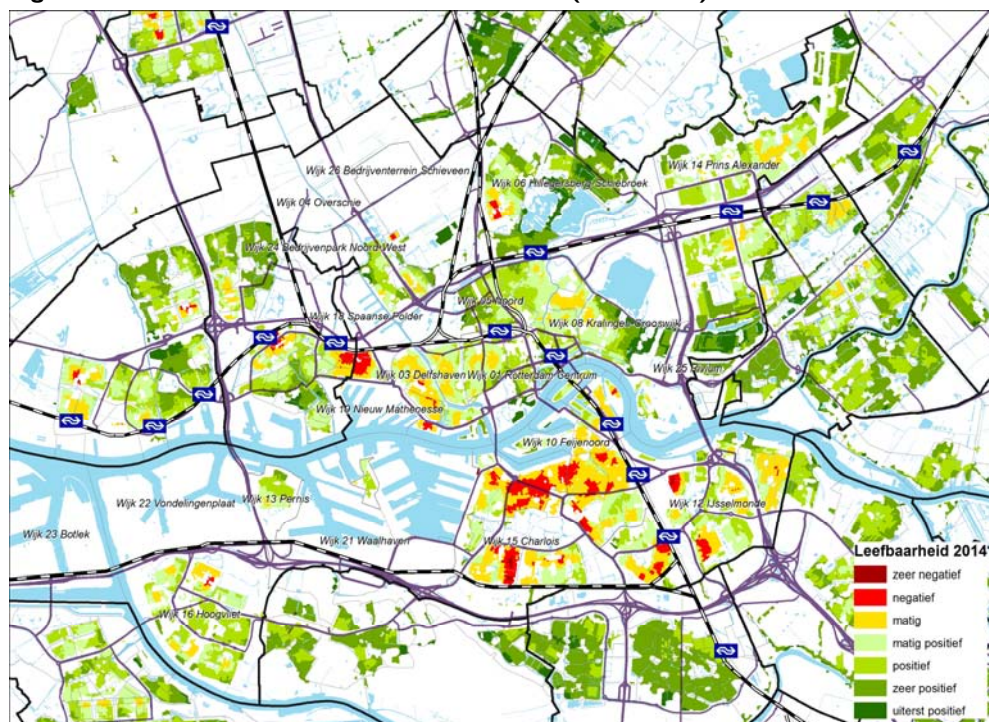 Wijk 14 Prins Alexander
Wijk 26 Bedrijventerrein Schieveen
Wijk 06 Hillegersberg-Schiebroek
Wijk 04 Overschie
Wijk 24 Bedrijvenpark Noord-West
Wijk 05 Noord
Wijk 18 Spaanse Polder
Wijk 08 Kralingen-Crooswijk
Wijk 25 Rivium
Wijk 03 Delfshaven
Wijk 01 Rotterdam Centrum
Wijk 19 Nieuw Mathenesse
Wijk 10 Feijenoord
Wijk 13 Pernis
Wijk 22 Vondelingenplaat
Wijk 12 IJsselmonde
Wijk 23 Botlek
Wijk 21 Waalhaven
Wijk 15 Charlois
Wijk 16 Hoogvliet
Leefbaarheid 2014
zeer negatief
negatief
matig
matig positief
positief
zeer positief
uiterst positief